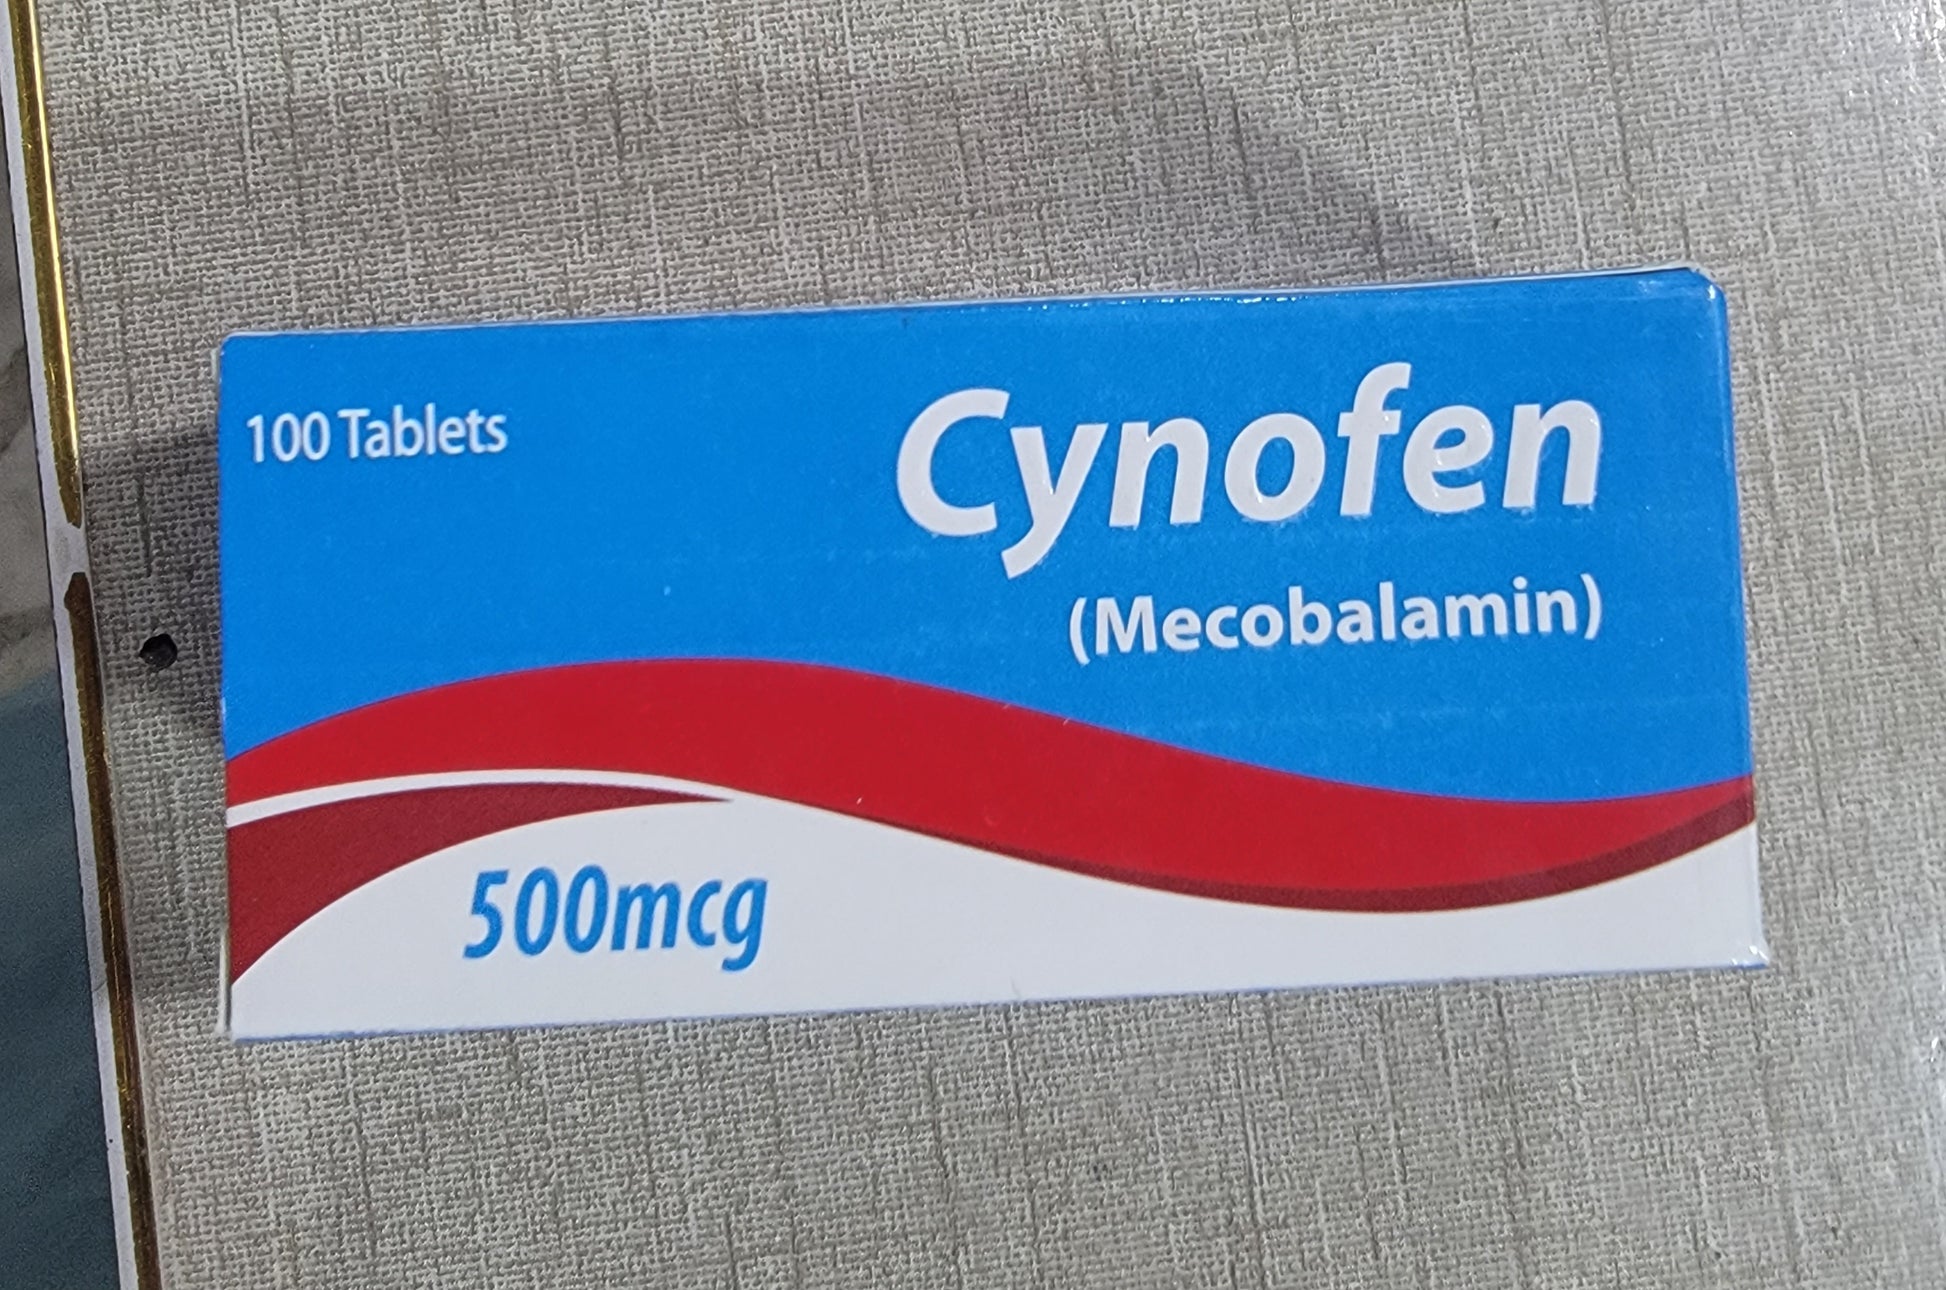 100 Tablets
Cynofen
(Mecobalamin)
500mcg